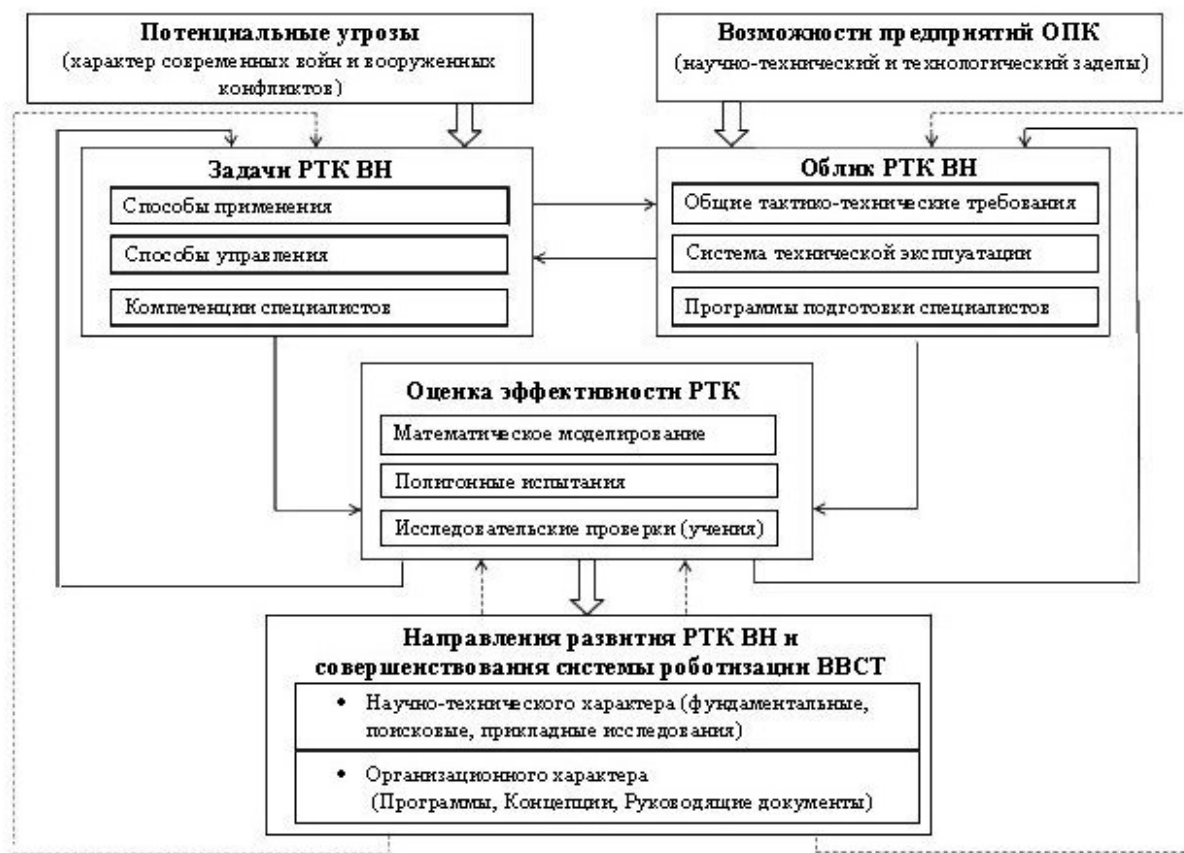 Потенциальные угрозы
(характер современных войн и вооруженных
конфликтов)
Возможности предприятий ОПК
(научно-технический и технологический заделы)
Задачи РТК ВН
Способы применения
Способы управления
Компетенции специалистов
Облик РТК ВН
Общие тактико-технические требования
Система технической эксплуатации
Программы подготовки специалистов
Оценка эффективности РТК
Математическое моделирование
Полигонные испытания
Исследовательские проверки (учения)
Направления развития РТК ВН и
совершенствования системы роботизации ВВСТ
• Научно-технического характера (фундаментальные,
поисковые, прикладные исследования)
• Организационного характера
(Программы, Концепции, Руководящие документы)